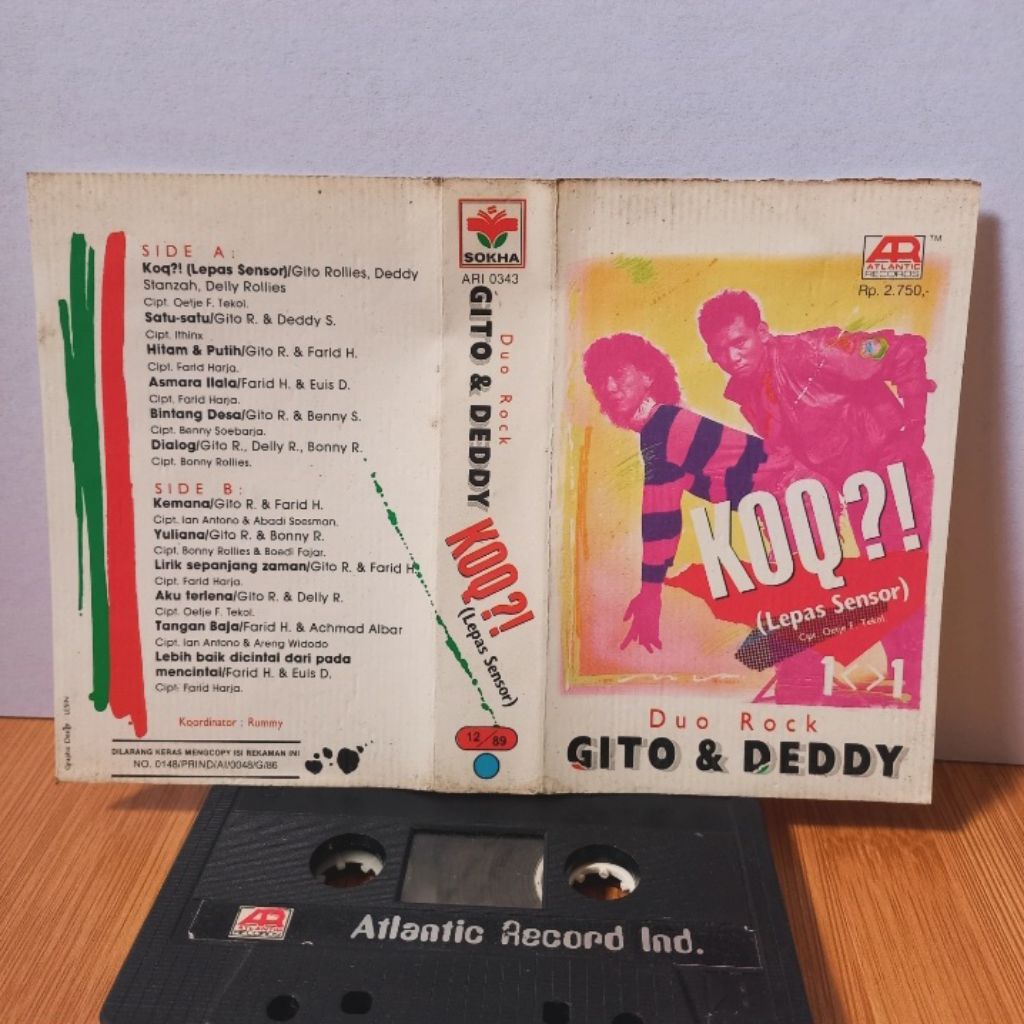 SIDE A:
Koq?! (Lepas Sensor)/Gito Rollies, Deddy
Stanzah, Delly Rollies
Cipt. Oetje F. Tekol.
Satu-satu/Gito R. & Deddy S.
Cipt. Ithinx
Hitam & Putih/Gito R. & Farid H.
Cipt. Farid Harja.
Asmara Ilala/Farid H. & Euis D.
Cipt. Farid Harja.
Bintang Desa/Gito R. & Benny S.
Cipt. Benny Soebarja.
Dialog/Gito R., Delly R., Bonny R.
Cipt. Bonny Rollies.
SIDE B:
Kemana/Gito R. & Farid H.
Cipt. Ian Antono & Abadi Soesman.
Yuliana/Gito R. & Bonny R.
Cipt. Bonny Rollies & Boedi Fajar.
Lirik sepanjang zaman/Gito R. & Farid H.
Cipt. Farid Harja.
Aku terlena/Gito R. & Delly R.
Cipt. Oetje F. Tekol.
Tangan Baja/Farid H. & Achmad Albar
Cipt. Ian Antono & Areng Widodo
Lebih baik dicintai dari pada
mencintai/Farid H. & Euis D.
Cipt. Farid Harja.
Koordinator : Rummy
DILARANG KERAS MENGCOPY ISI REKAMAN INI
NO. 0148/PRIND/AI/0048/G/86
SOKHA
ARI 0343
Duo Rock
GITO & DEDDY
KOQ?!
(Lepas Sensor)
12/89
AR
ATLANTIC
RECORDS
TM
Rp. 2.750,-
KOQ?!
(Lepas Sensor)
Cipt. Oetje F. Tekol
1<>1
Duo Rock
GITO & DEDDY
AR
ATLANTIC
RECORDS
Atlantic Record Ind.